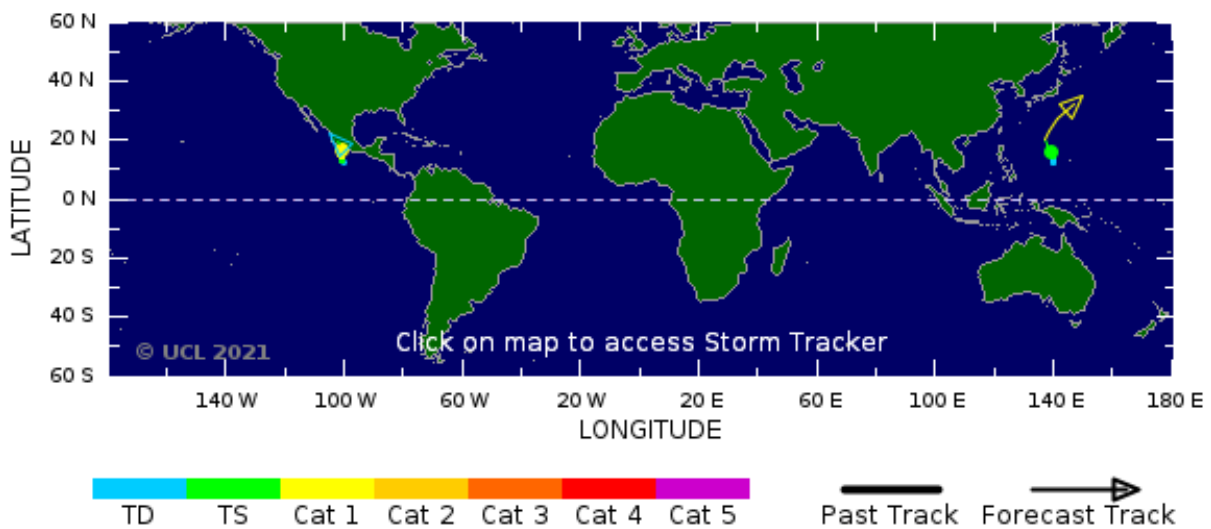 60 N
40 N
20 N
0 N
20 S
40 S
60 S
LATITUDE
Click on map to access Storm Tracker
© UCL 2021
140 W 100 W 60 W 20 W 20 E 60 E 100 E 140 E 180 E
LONGITUDE
TD TS Cat 1 Cat 2 Cat 3 Cat 4 Cat 5 Past Track Forecast Track